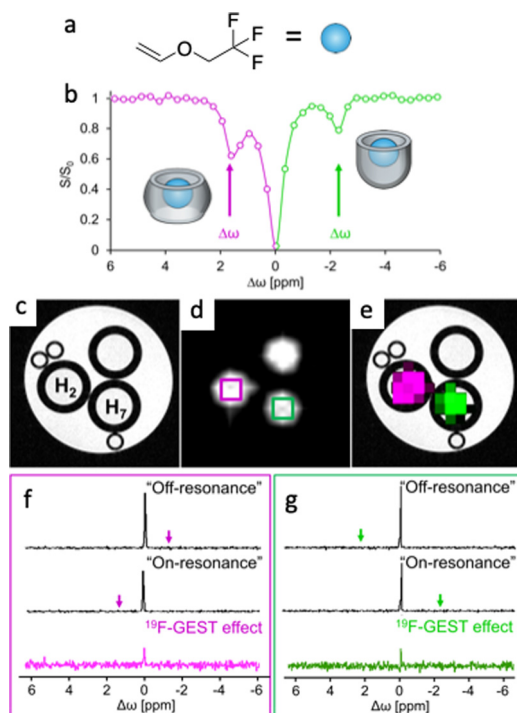 a
O
F
F
F
=
b
S/S0
1
0.8
0.6
0.4
0.2
0
Δω
Δω
6 4 2 0 -2 -4 -6
Δω [ppm]
c
H2
H7
d
e
f
"Off-resonance"
"On-resonance"
19F-GEST effect
6 4 2 0 -2 -4 -6
Δω [ppm]
g
"Off-resonance"
"On-resonance"
19F-GEST effect
6 4 2 0 -2 -4 -6
Δω [ppm]